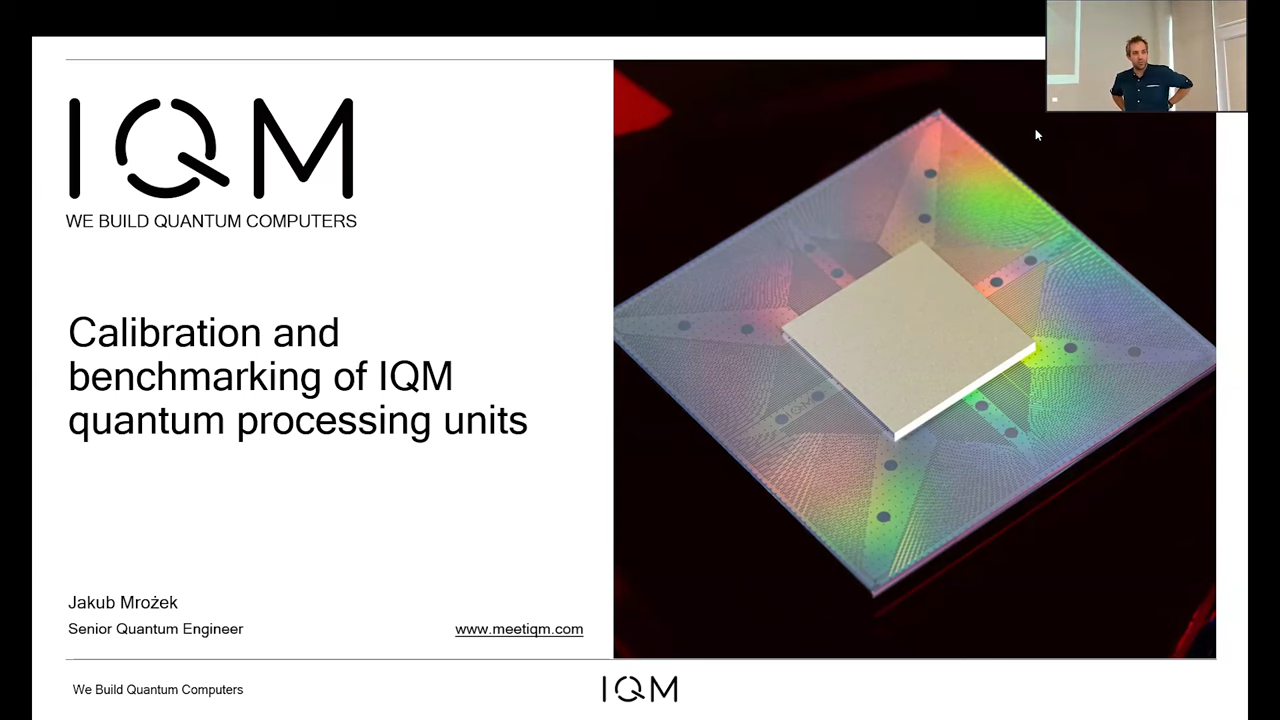 IQM
WE BUILD QUANTUM COMPUTERS
Calibration and
benchmarking of IQM
quantum processing units
Jakub Mrożek
Senior Quantum Engineer
www.meetiqm.com
We Build Quantum Computers
IQM